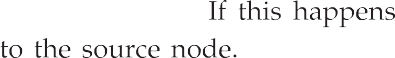 If this happens
to the source node.